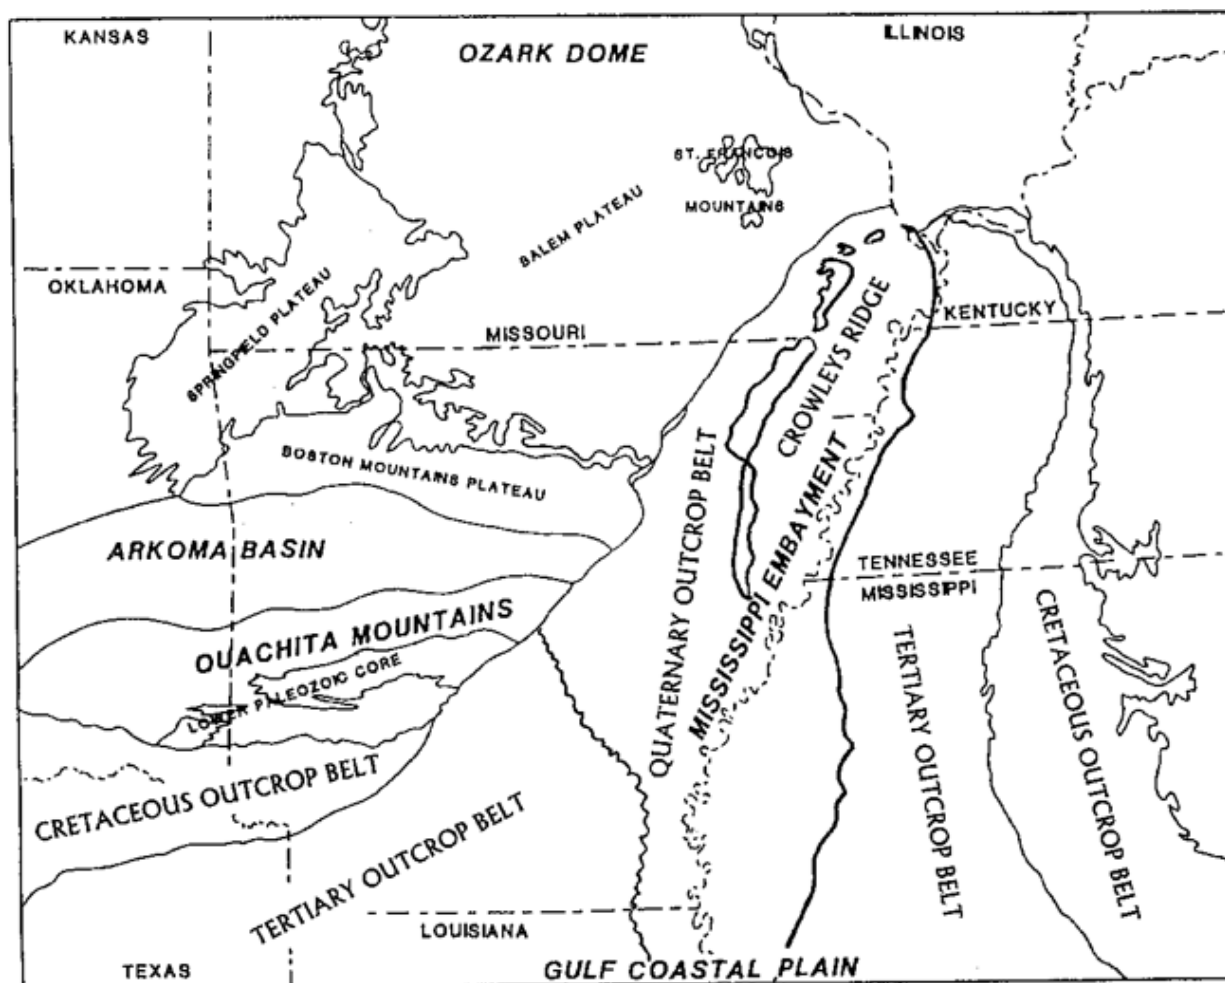 KANSAS
OZARK DOME
ILLINOIS
ST. FRANCOIS
MOUNTAINS
SALEM PLATEAU
OKLAHOMA
SPRINGFIELD PLATEAU
MISSOURI
KENTUCKY
CROWLEYS RIDGE
BOSTON MOUNTAINS PLATEAU
QUATERNARY OUTCROP BELT
MISSISSIPPI EMBAYMENT
ARKOMA BASIN
TENNESSEE
MISSISSIPPI
OUACHITA MOUNTAINS
LOWER PALEOZOIC CORE
CRETACEOUS OUTCROP BELT
TERTIARY OUTCROP BELT
CRETACEOUS OUTCROP BELT
TERTIARY OUTCROP BELT
LOUISIANA
TEXAS
GULF COASTAL PLAIN